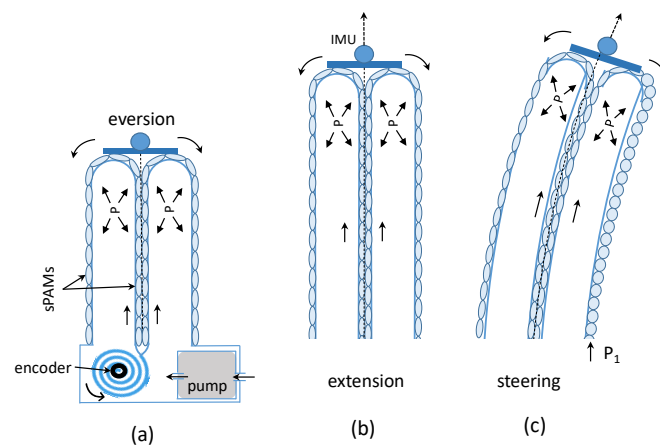 eversion
P
P
sPAMs
encoder
pump
(a)
IMU
P
P
extension
(b)
P
P
P₁
steering
(c)